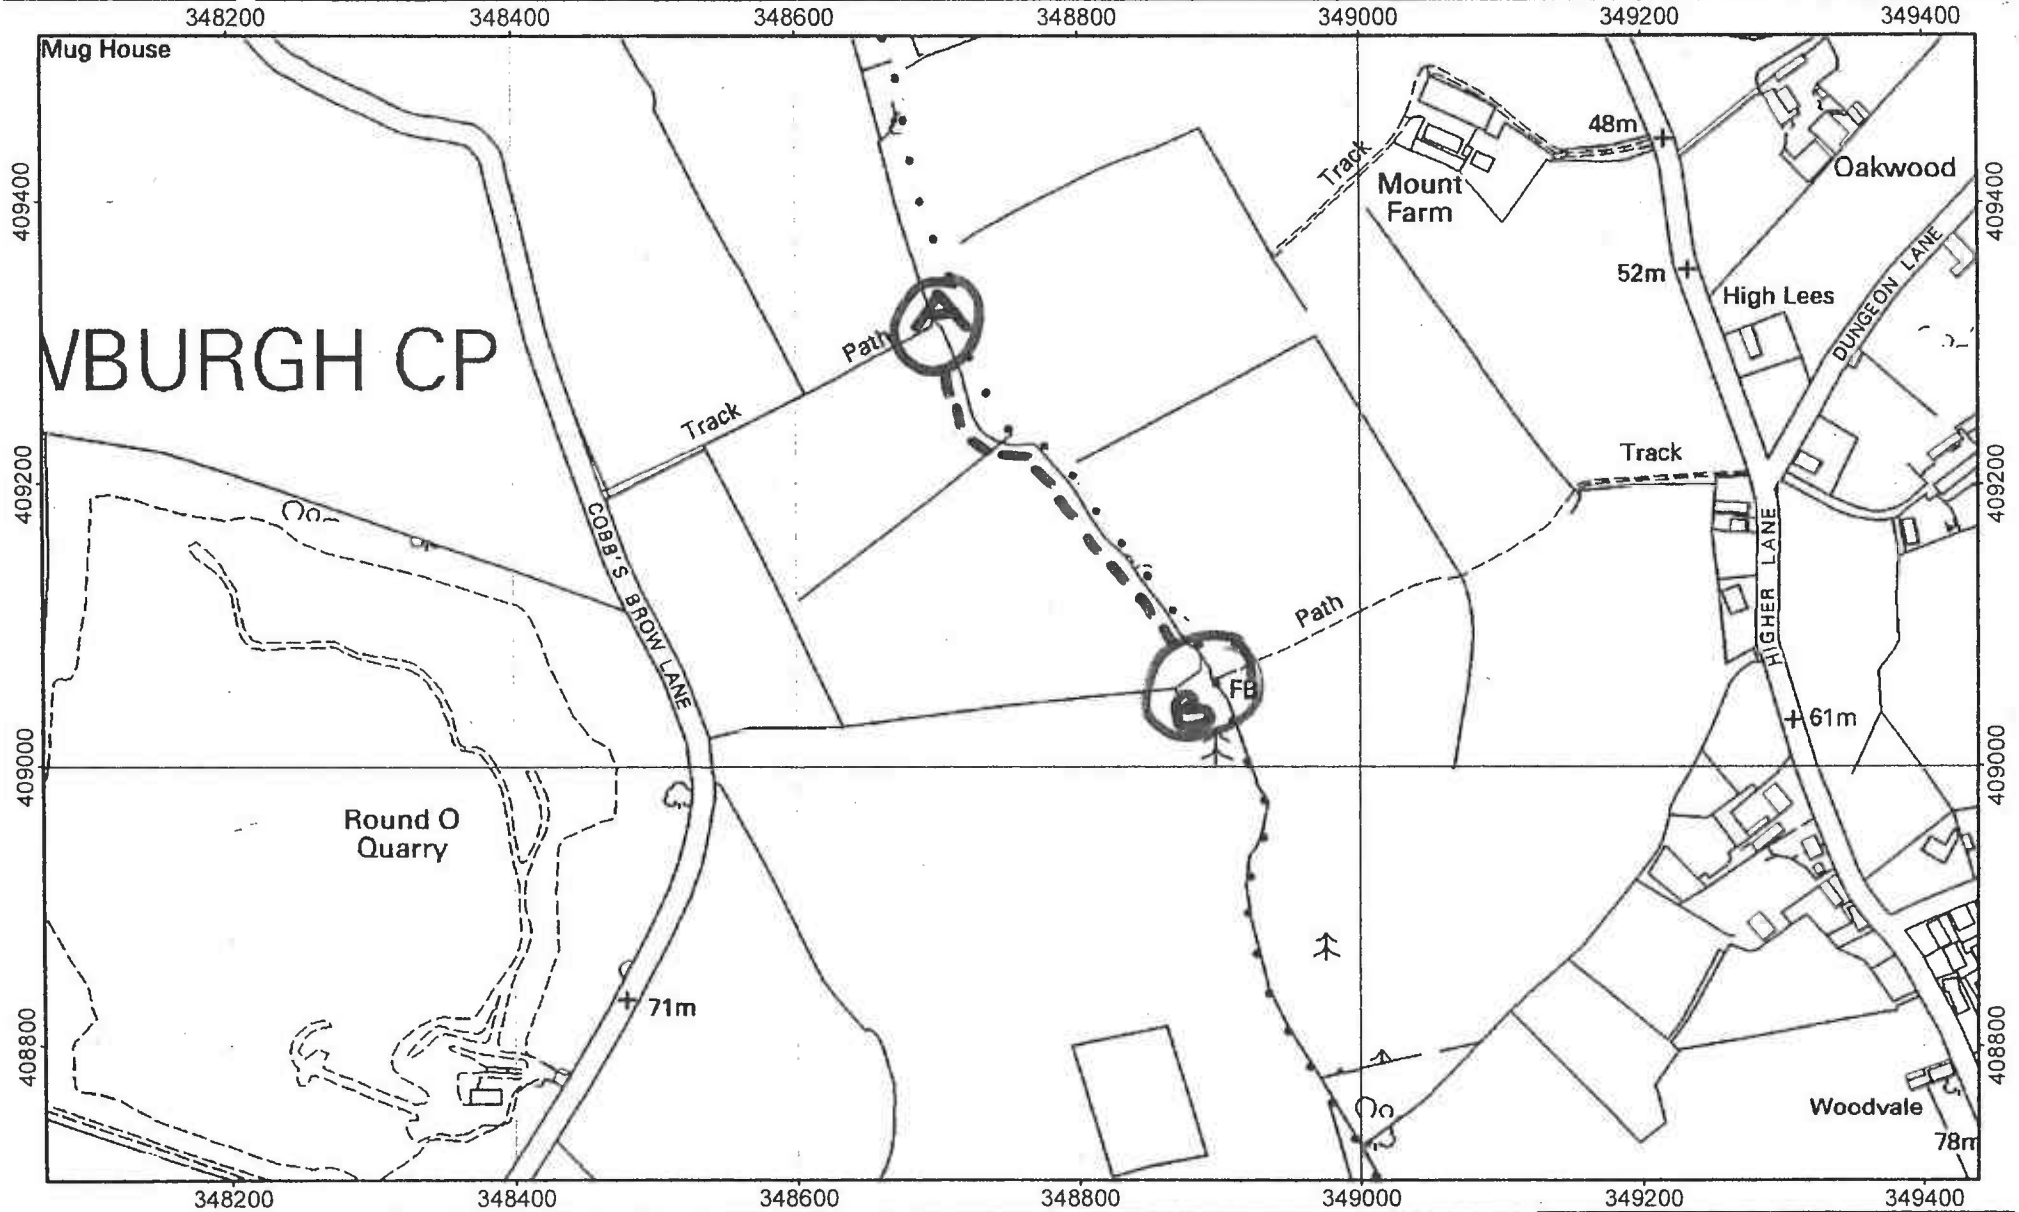 348200
348400
348600
348800
349000
349200
349400
Mug House
48m
Track
Oakwood
Mount
Farm
409400
409400
DUNGEON LANE
52m
High Lees
A
Path
VBURGH CP
Track
Track
409200
409200
COBB'S BROW LANE
HIGHER LANE
Path
FB
61m
409000
409000
Round O
Quarry
71m
408800
408800
Woodvale
78m
348200
348400
348600
348800
349000
349200
349400